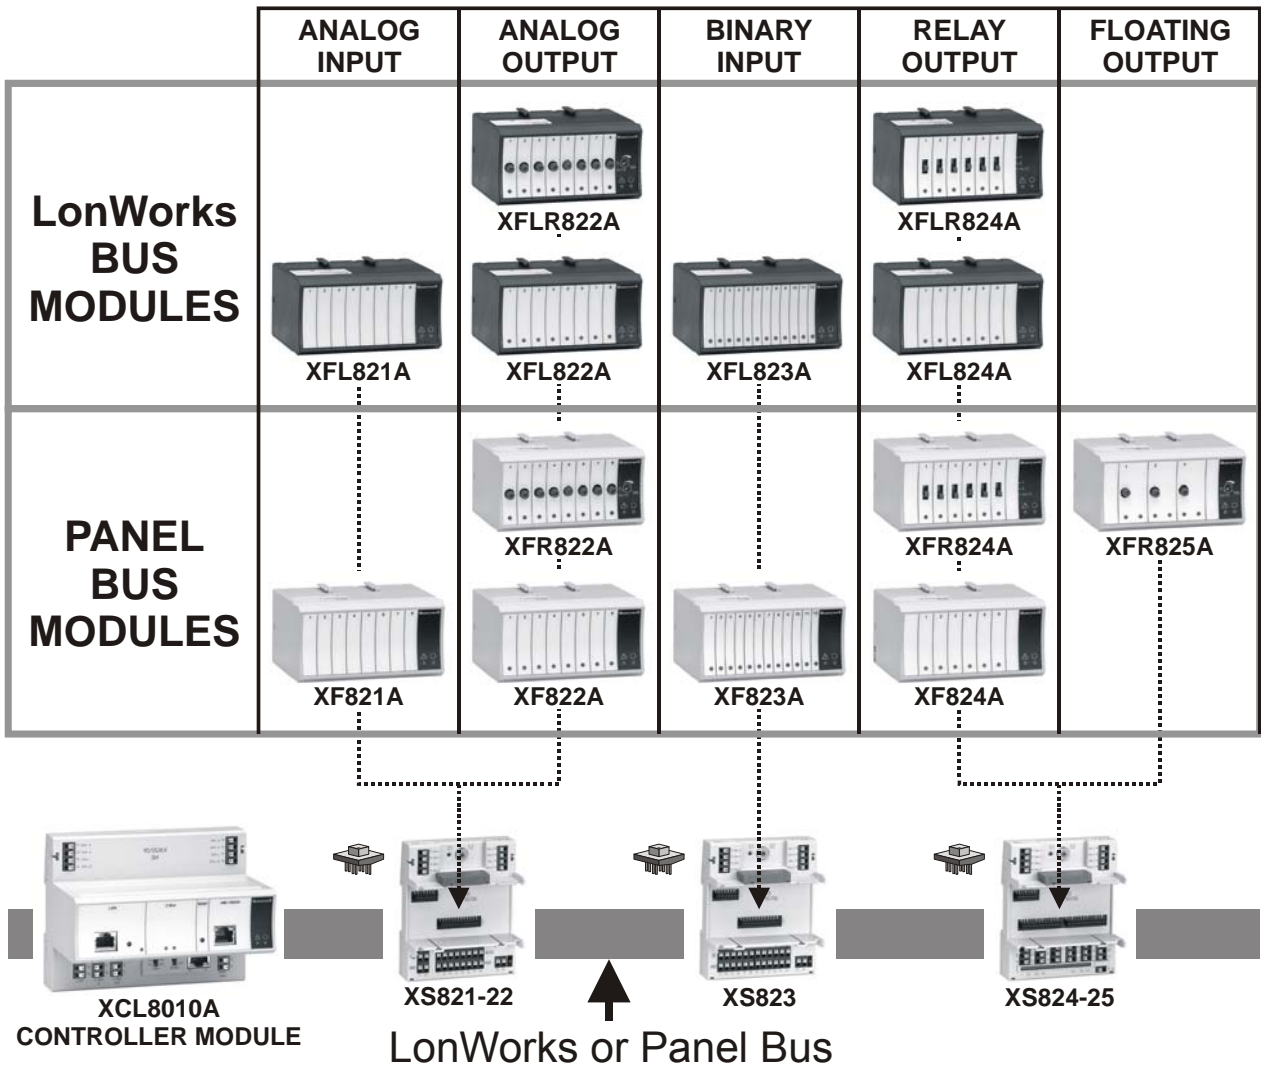 ANALOG
INPUT
ANALOG
OUTPUT
BINARY
INPUT
RELAY
OUTPUT
FLOATING
OUTPUT
LonWorks
BUS
MODULES
XFLR822A
XFLR824A
XFL821A
XFL822A
XFL823A
XFL824A
PANEL
BUS
MODULES
XFR822A
XFR824A
XFR825A
XF821A
XF822A
XF823A
XF824A
XCL8010A
CONTROLLER MODULE
XS821-22
XS823
XS824-25
LonWorks or Panel Bus